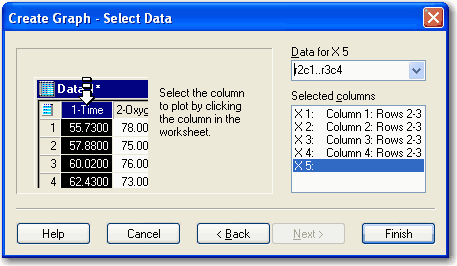 Create Graph - Select Data
Data for X 5
r2c1..r3c4
Selected columns
X 1: Column 1: Rows 2-3
X 2: Column 2: Rows 2-3
X 3: Column 3: Rows 2-3
X 4: Column 4: Rows 2-3
X 5:
Data *
1-Time 2-Oxyg
1 55.7300 78.00
2 57.8800 75.00
3 60.0200 76.00
4 62.4300 73.00
Select the column
to plot by clicking
the column in the
worksheet.
Help Cancel < Back Next > Finish